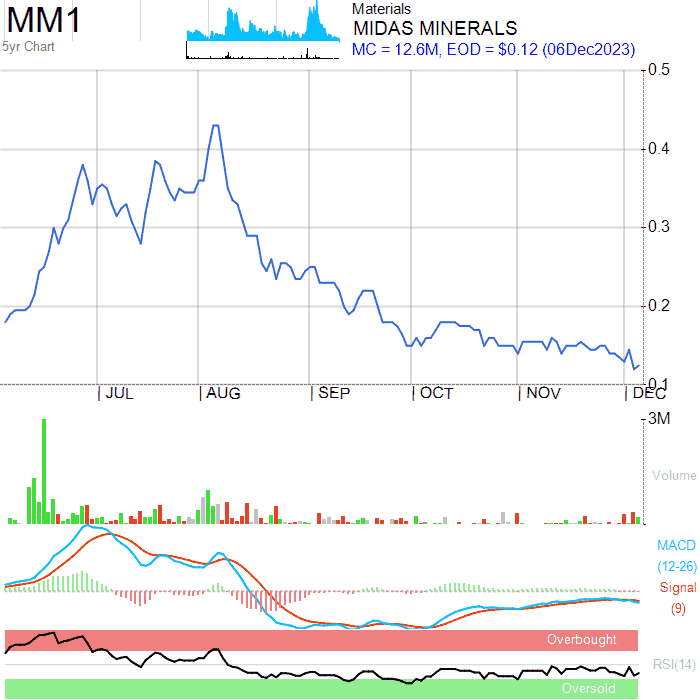 MM1
5yr Chart
Materials
MIDAS MINERALS
MC = 12.6M, EOD = $0.12 (06Dec2023)
0.5
0.4
0.3
0.2
0.1
JUL AUG SEP OCT NOV DEC
3M
Volume
MACD
(12-26)
Signal
(9)
Overbought
RSI(14)
Oversold